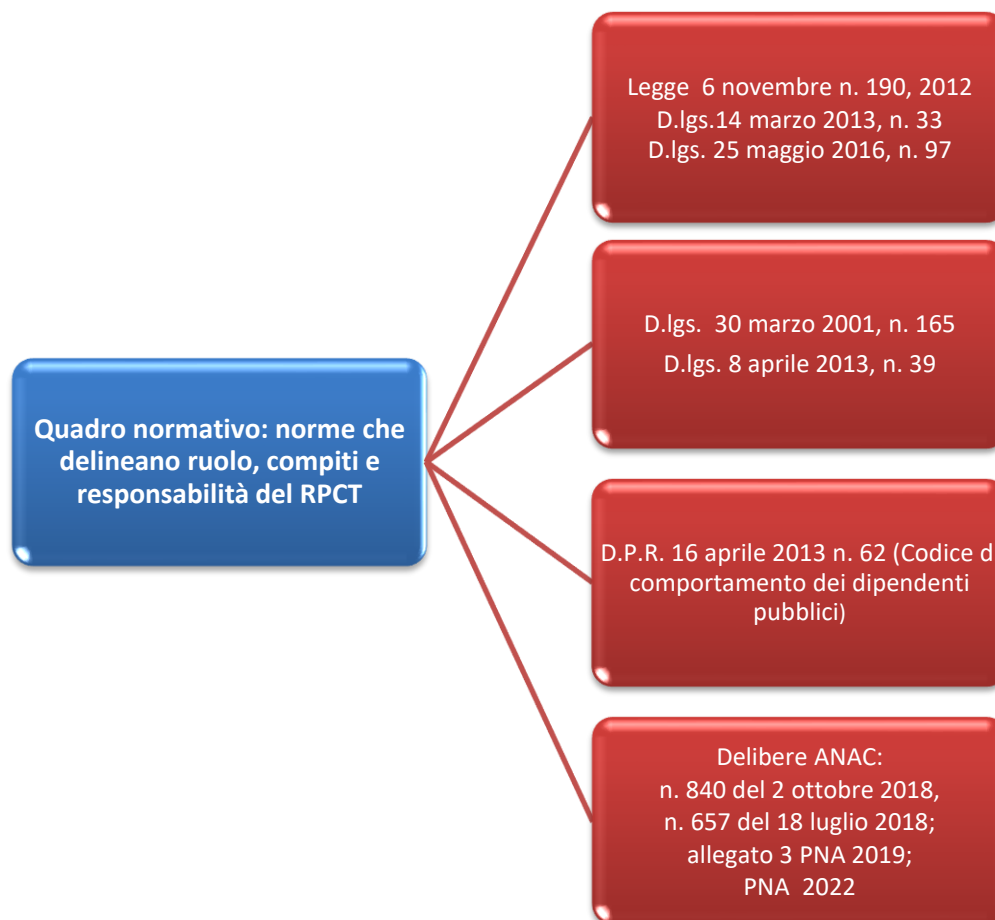 Quadro normativo: norme che
delineano ruolo, compiti e
responsabilità del RPCT
Legge 6 novembre n. 190, 2012
D.lgs.14 marzo 2013, n. 33
D.lgs. 25 maggio 2016, n. 97
D.lgs. 30 marzo 2001, n. 165
D.lgs. 8 aprile 2013, n. 39
D.P.R. 16 aprile 2013 n. 62 (Codice d
comportamento dei dipendenti
pubblici)
Delibere ANAC:
n. 840 del 2 ottobre 2018,
n. 657 del 18 luglio 2018;
allegato 3 PNA 2019;
PNA 2022